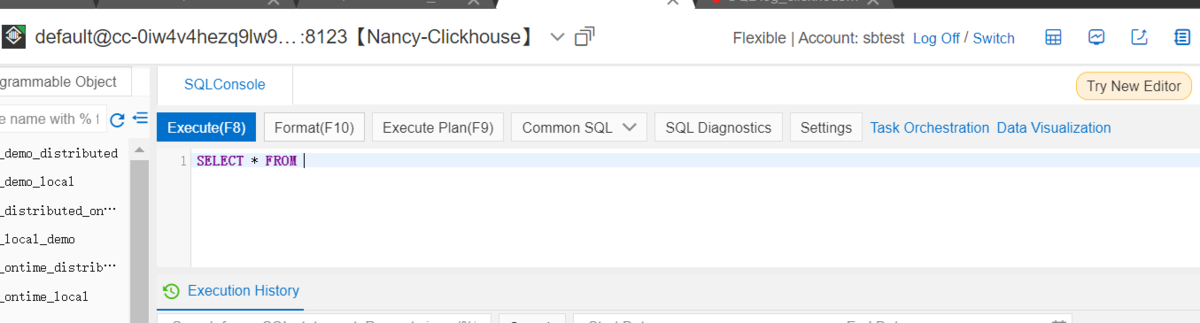 default@cc-0iw4v4hezq9lw9...:8123【Nancy-Clickhouse】
Flexible | Account: sbtest Log Off / Switch
grammable Object
SQLConsole
Try New Editor
e name with %
Execute(F8) Format(F10) Execute Plan(F9) Common SQL SQL Diagnostics Settings Task Orchestration Data Visualization
_demo_distributed
1 SELECT * FROM
_demo_local
_distributed_on…
_local_demo
_ontime_distrib…
_ontime_local
Execution History